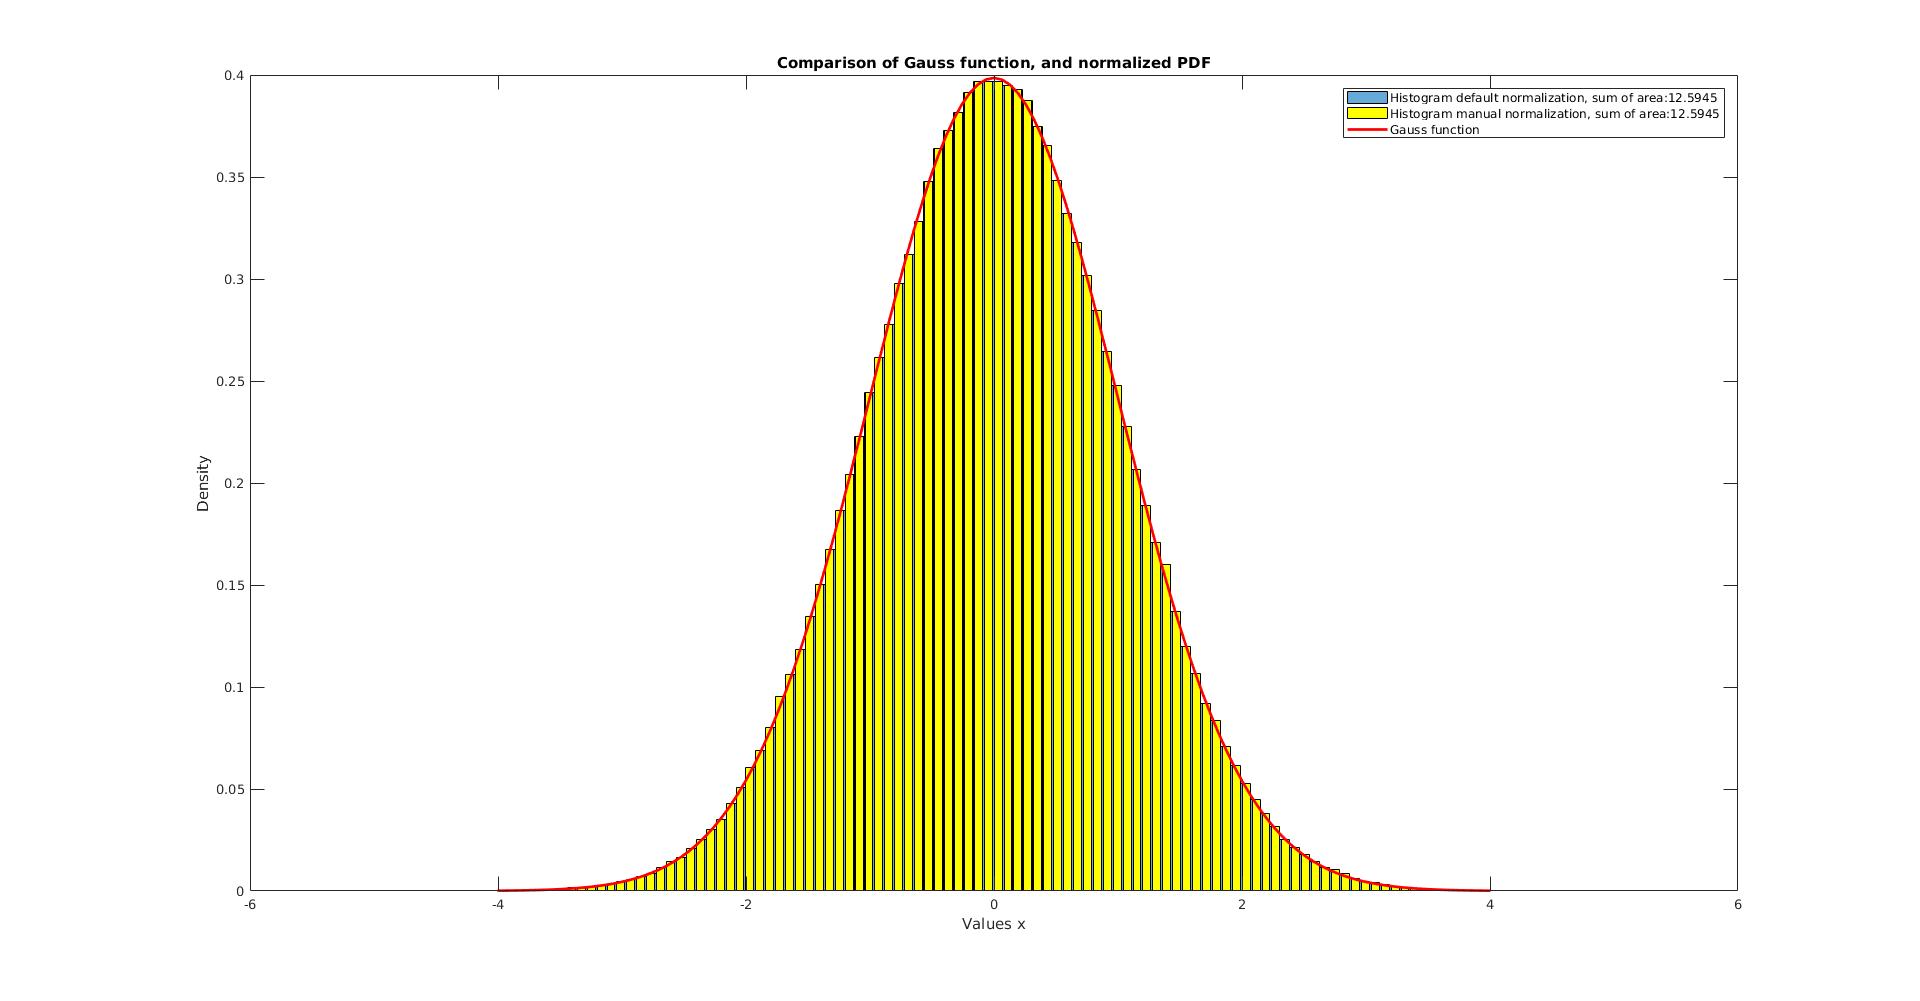 Comparison of Gauss function, and normalized PDF
Histogram default normalization, sum of area:12.5945
Histogram manual normalization, sum of area:12.5945
Gauss function
0.4
0.35
0.3
0.25
0.2
0.15
0.1
0.05
0
Density
-6 -4 -2 0 2 4 6
Values x